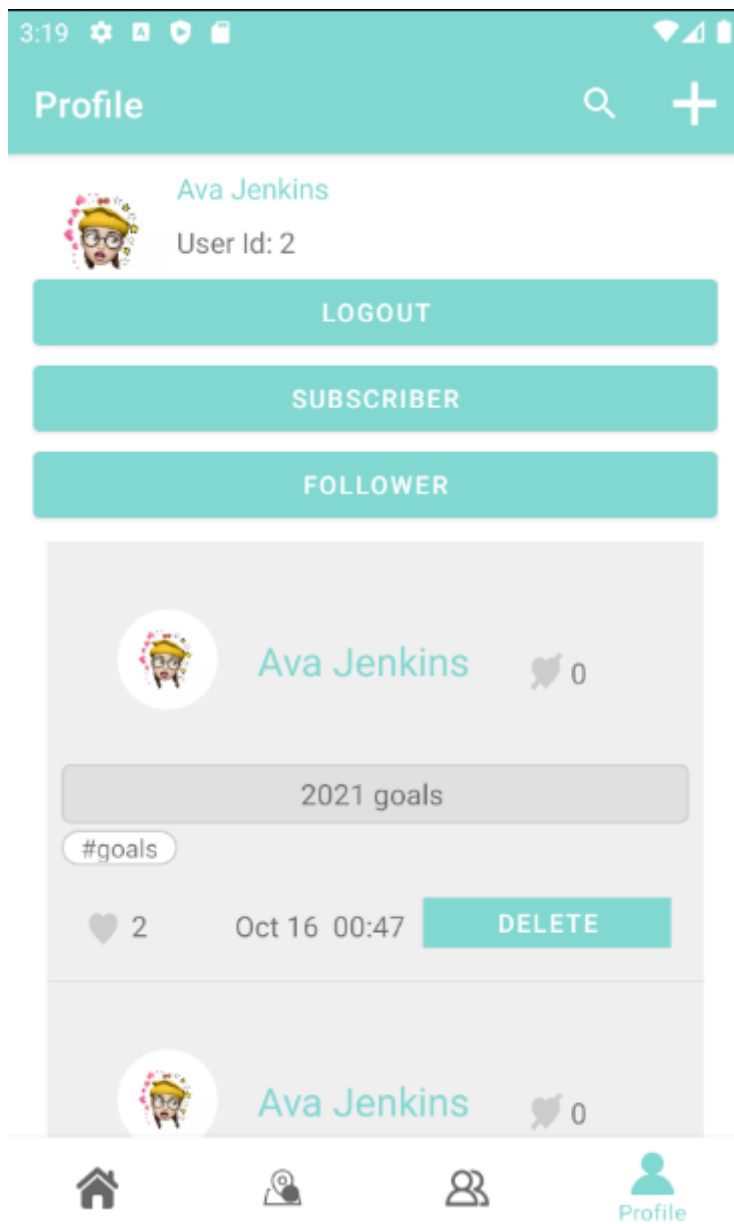 3:19
Profile
Ava Jenkins
User Id: 2
LOGOUT
SUBSCRIBER
FOLLOWER
Ava Jenkins 0
2021 goals
#goals
2 Oct 16 00:47 DELETE
Ava Jenkins 0
Profile